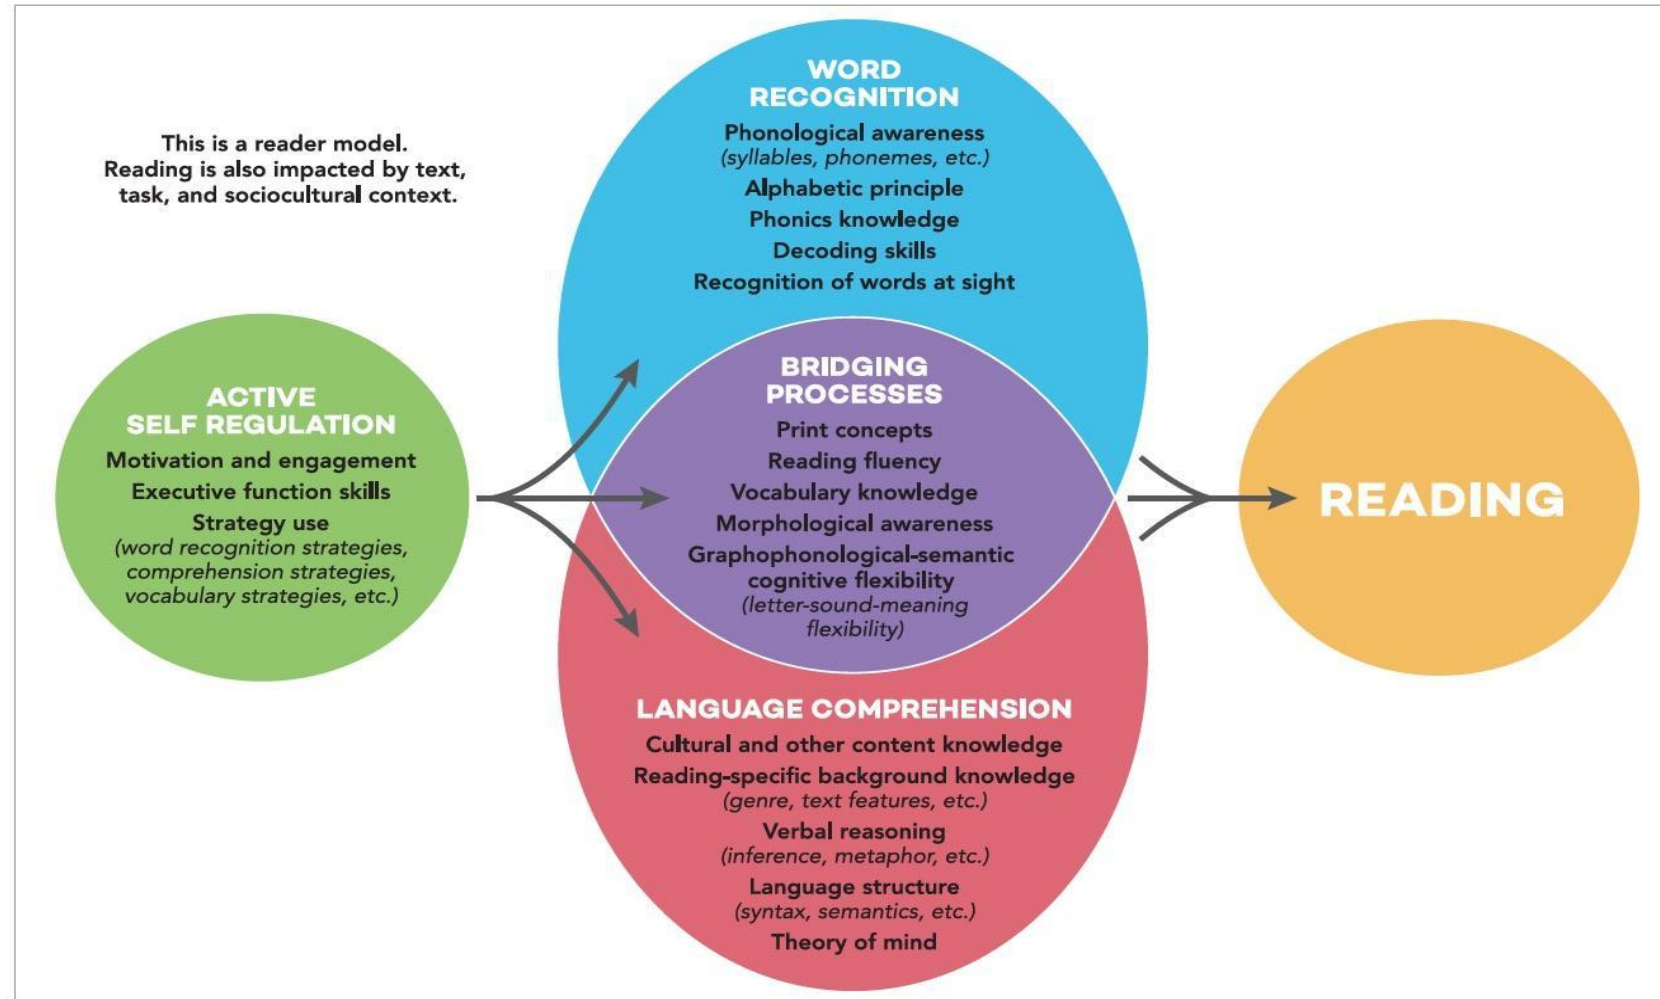 This is a reader model.
Reading is also impacted by text,
task, and sociocultural context.
ACTIVE
SELF REGULATION
Motivation and engagement
Executive function skills
Strategy use
(word recognition strategies,
comprehension strategies,
vocabulary strategies, etc.)
WORD
RECOGNITION
Phonological awareness
(syllables, phonemes, etc.)
Alphabetic principle
Phonics knowledge
Decoding skills
Recognition of words at sight
BRIDGING
PROCESSES
Print concepts
Reading fluency
Vocabulary knowledge
Morphological awareness
Graphophonological-semantic
cognitive flexibility
(letter-sound-meaning
flexibility)
LANGUAGE COMPREHENSION
Cultural and other content knowledge
Reading-specific background knowledge
(genre, text features, etc.)
Verbal reasoning
(inference, metaphor, etc.)
Language structure
(syntax, semantics, etc.)
Theory of mind
READING